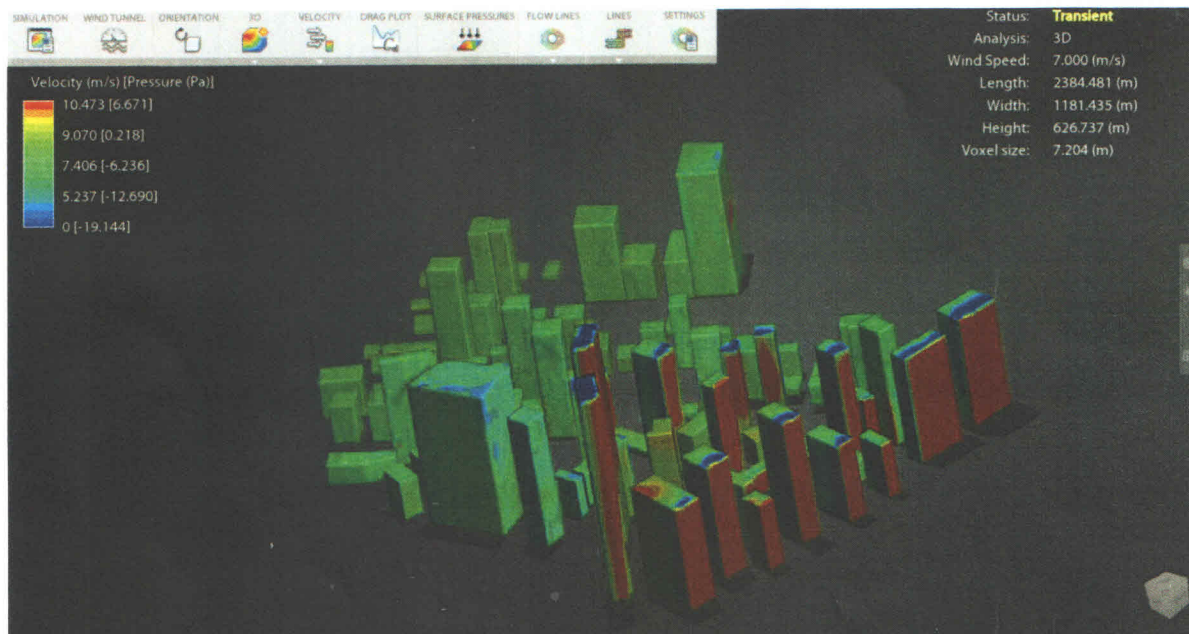 SIMULATION WIND TUNNEL ORIENTATION 3D VELOCITY DRAG PLOT SURFACE PRESSURES FLOW LINES LINES SETTINGS
Velocity (m/s) [Pressure (Pa)]
10.473 [6.671]
9.070 [0.218]
7.406 [-6.236]
5.237 [-12.690]
0 [-19.144]
Status: Transient
Analysis: 3D
Wind Speed: 7.000 (m/s)
Length: 2384.481 (m)
Width: 1181.435 (m)
Height: 626.737 (m)
Voxel size: 7.204 (m)